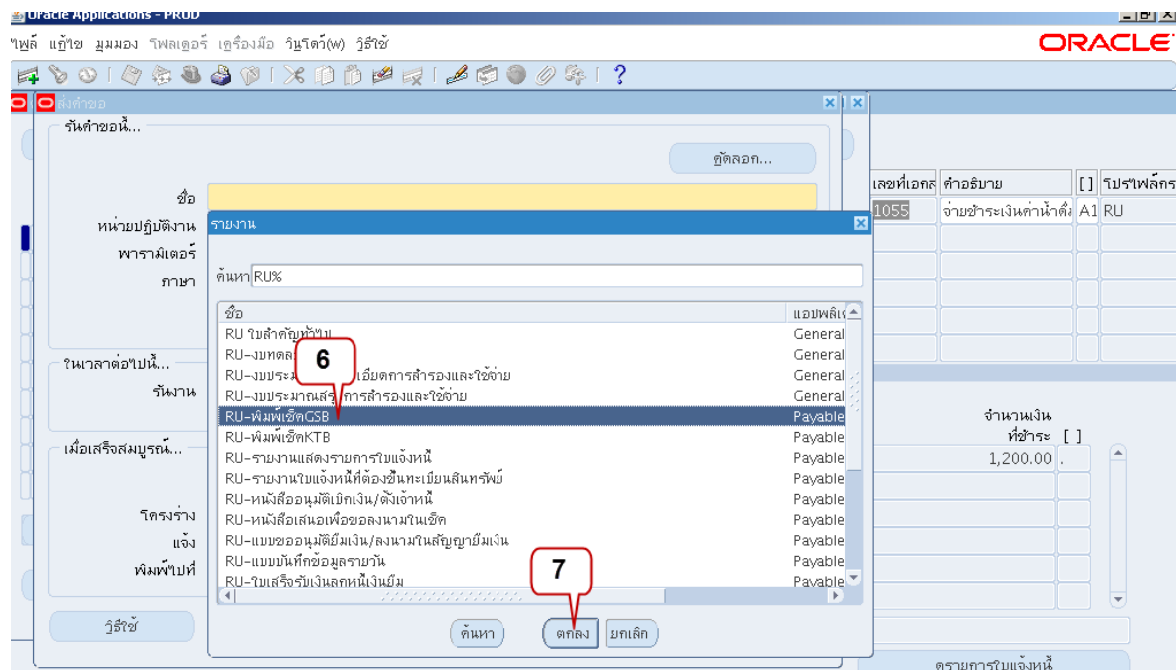 Oracle Applications - PROD
ไฟล์ แก้ไข มุมมอง โฟลเดอร์ เครื่องมือ วินโดว์(W) วิธีใช้
ORACLE
ส่งคำขอ
รันคำขอนี้...
คัดลอก...
ชื่อ
หน่วยปฏิบัติงาน
พารามิเตอร์
ภาษา
รายงาน
ค้นหา RU%
ชื่อ แอปพลิเ
RU ใบสำคัญทั่วไป General
RU-งบทดล General
RU-งบประม เอียดการสำรองและใช้จ่าย General
RU-งบประมาณสรุ การสำรองและใช้จ่าย General
RU-พิมพ์เช็คGSB Payable
RU-พิมพ์เช็คKTB Payable
RU-รายงานแสดงรายการใบแจ้งหนี้ Payable
RU-รายงานใบแจ้งหนี้ที่ต้องขึ้นทะเบียนสินทรัพย์ Payable
RU-หนังสืออนุมัติเบิกเงิน/ตั้งเจ้าหนี้ Payable
RU-หนังสือเสนอเพื่อขอลงนามในเช็ค Payable
RU-แบบขออนุมัติยืมเงิน/ลงนามในสัญญายืมเงิน Payable
RU-แบบบันทึกข้อมูลรายวัน Payable
RU-ใบเสร็จรับเงินลูกหนี้เงินยืม Payable
6
7
ค้นหา ตกลง ยกเลิก
ในเวลาต่อไปนี้...
รันงาน
เมื่อเสร็จสมบูรณ์...
โครงร่าง
แจ้ง
พิมพ์ไปที่
วิธีใช้
เลขที่เอกส คำอธิบาย [ ] โปรไฟล์กร
1055 จ่ายชำระเงินค่าน้ำดื่ม A1 RU
จำนวนเงิน
ที่ชำระ [ ]
1,200.00 .
ดูรายการใบแจ้งหนี้